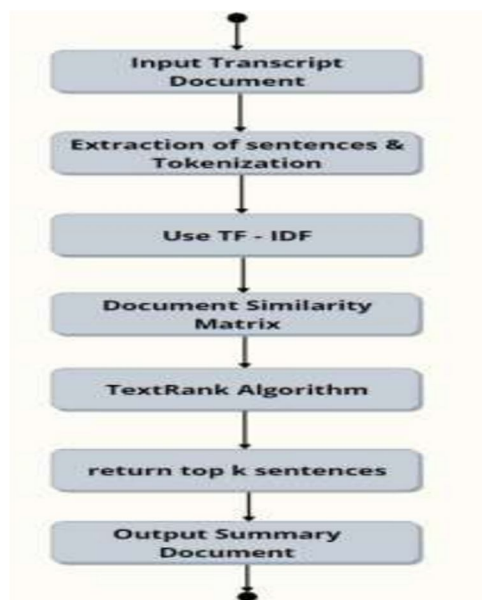 Input Transcript
Document
Extraction of sentences &
Tokenization
Use TF - IDF
Document Similarity
Matrix
TextRank Algorithm
return top k sentences
Output Summary
Document